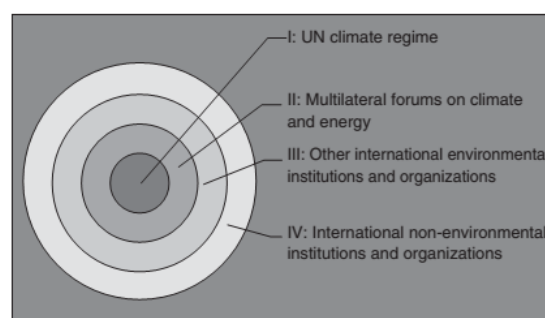 I: UN climate regime
II: Multilateral forums on climate
and energy
III: Other international environmenta
institutions and organizations
IV: International non-environmental
institutions and organizations